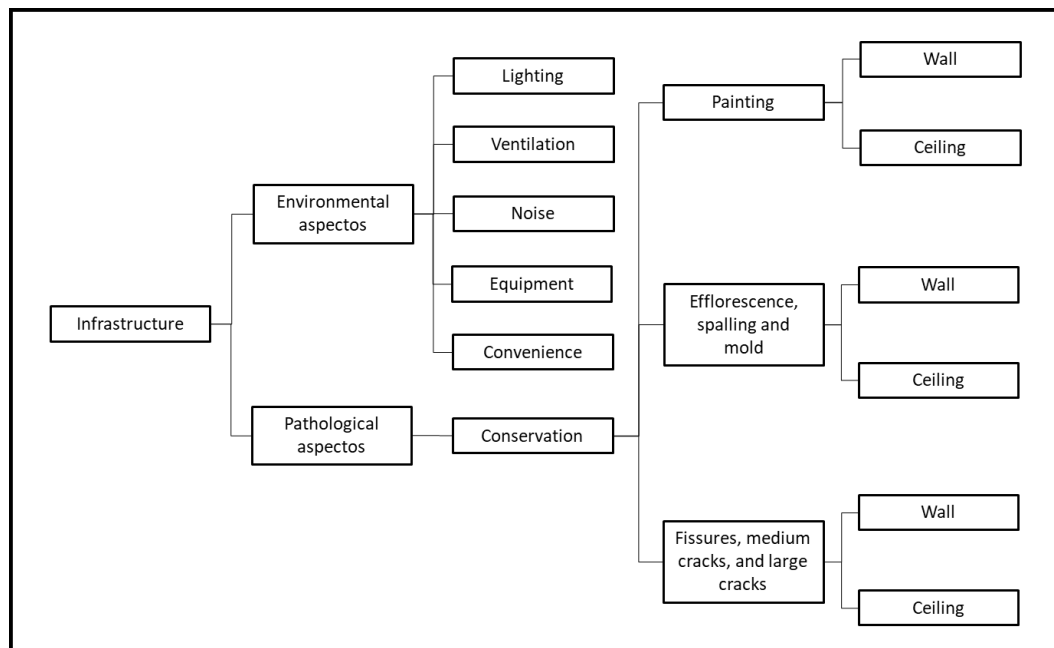 Infrastructure
Environmental
aspectos
Lighting
Ventilation
Noise
Equipment
Convenience
Pathological
aspectos
Conservation
Painting
Wall
Ceiling
Efflorescence,
spalling and
mold
Wall
Ceiling
Fissures, medium
cracks, and large
cracks
Wall
Ceiling